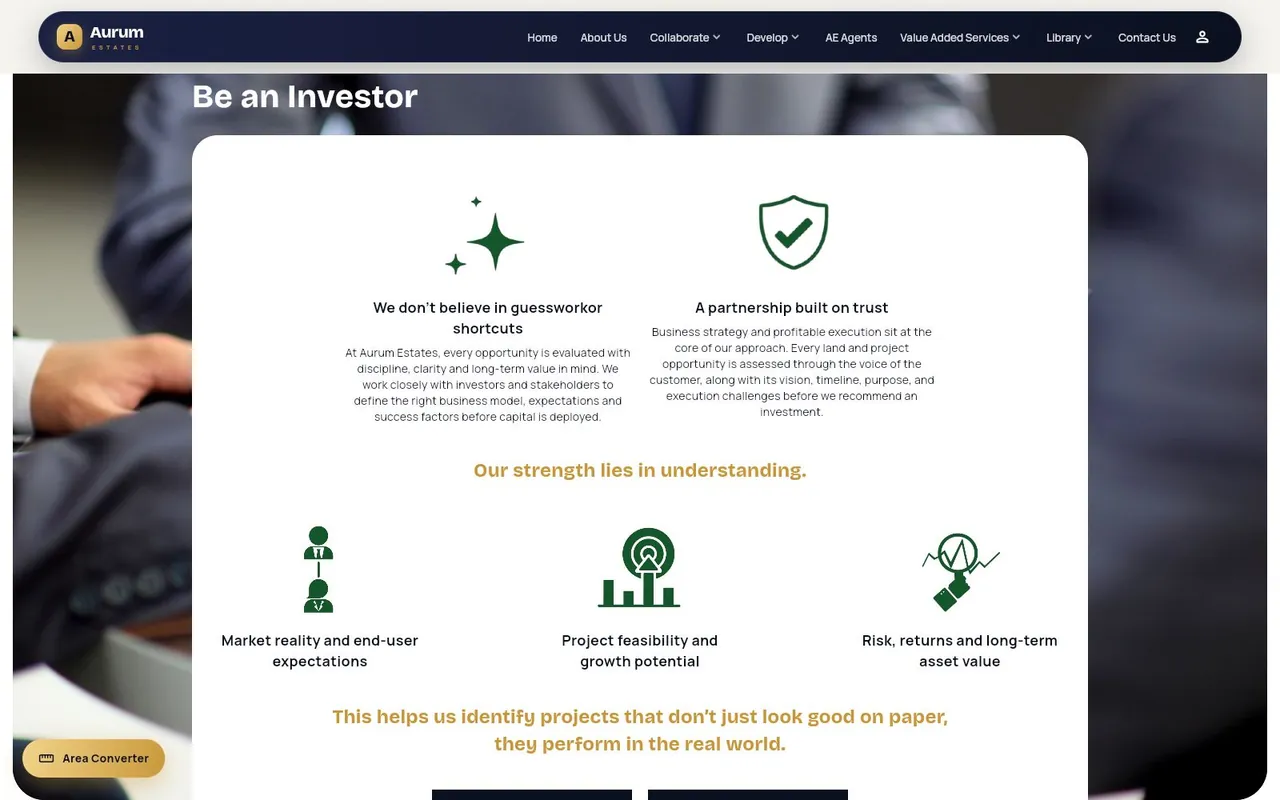 A
Aurum
ESTATES
Home
About Us
Collaborate
Develop
AE Agents
Value Added Services
Library
Contact Us
Be an Investor
We don't believe in guessworkor
shortcuts
At Aurum Estates, every opportunity is evaluated with
discipline, clarity and long-term value in mind. We
work closely with investors and stakeholders to
define the right business model, expectations and
success factors before capital is deployed.
A partnership built on trust
Business strategy and profitable execution sit at the
core of our approach. Every land and project
opportunity is assessed through the voice of the
customer, along with its vision, timeline, purpose, and
execution challenges before we recommend an
investment.
Our strength lies in understanding.
Market reality and end-user
expectations
Project feasibility and
growth potential
Risk, returns and long-term
asset value
This helps us identify projects that don't just look good on paper,
they perform in the real world.
Area Converter